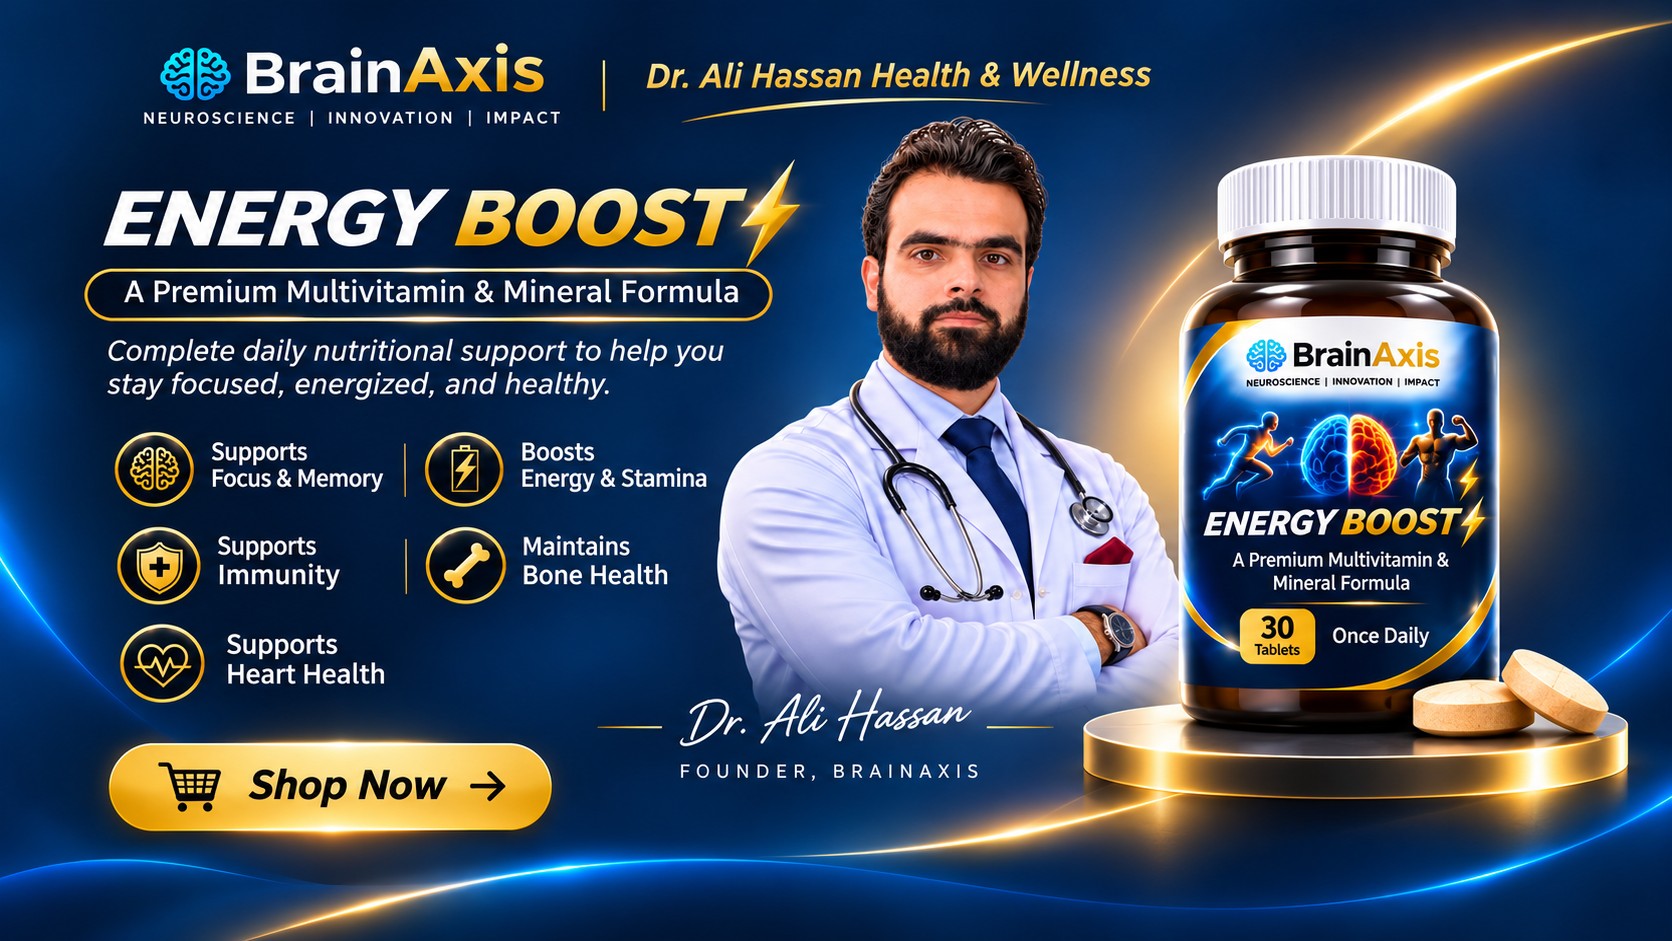 BrainAxis
NEUROSCIENCE | INNOVATION | IMPACT
Dr. Ali Hassan Health & Wellness
ENERGY BOOST
A Premium Multivitamin & Mineral Formula
Complete daily nutritional support to help you
stay focused, energized, and healthy.
Supports
Focus & Memory
Boosts
Energy & Stamina
Supports
Immunity
Maintains
Bone Health
Supports
Heart Health
Shop Now
Dr. Ali Hassan
FOUNDER, BRAINAXIS
BrainAxis
NEUROSCIENCE | INNOVATION | IMPACT
ENERGY BOOST
A Premium Multivitamin &
Mineral Formula
30
Tablets
Once Daily